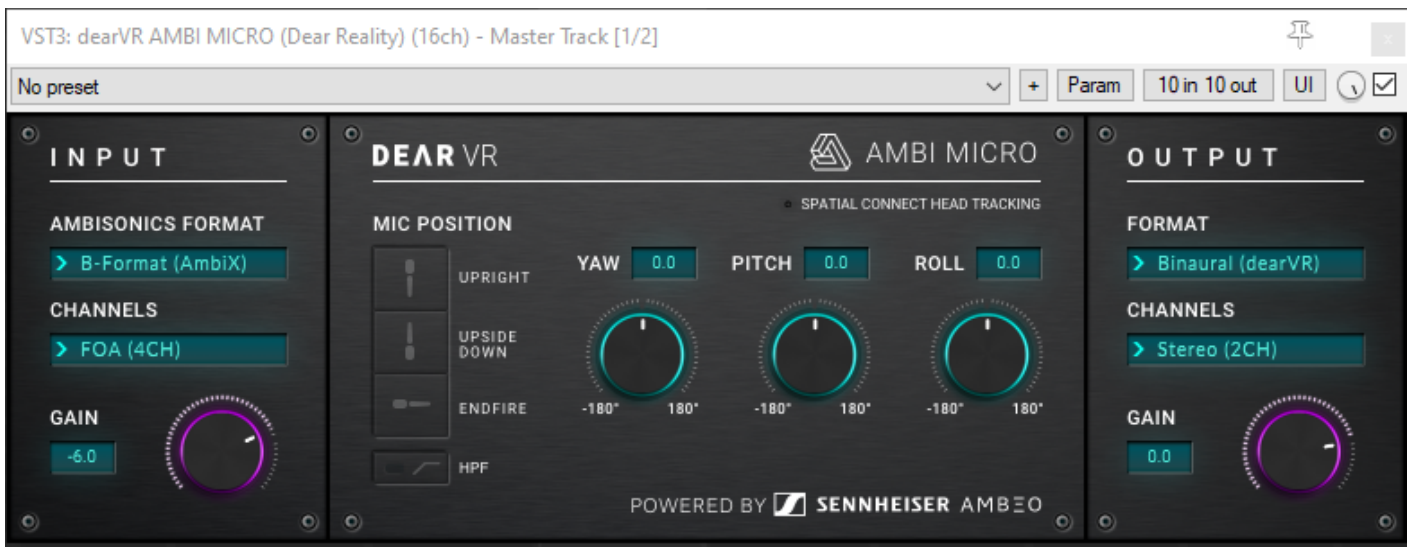 VST3: dearVR AMBI MICRO (Dear Reality) (16ch) - Master Track [1/2]
x
No preset
+
Param
10 in 10 out
UI
INPUT
AMBISONICS FORMAT
B-Format (AmbiX)
CHANNELS
FOA (4CH)
GAIN
-6.0
DEAR VR
AMBI MICRO
SPATIAL CONNECT HEAD TRACKING
MIC POSITION
UPRIGHT
UPSIDE
DOWN
ENDFIRE
HPF
YAW 0.0
PITCH 0.0
ROLL 0.0
-180° 180°
-180° 180°
-180° 180°
POWERED BY SENNHEISER AMBEO
OUTPUT
FORMAT
Binaural (dearVR)
CHANNELS
Stereo (2CH)
GAIN
0.0